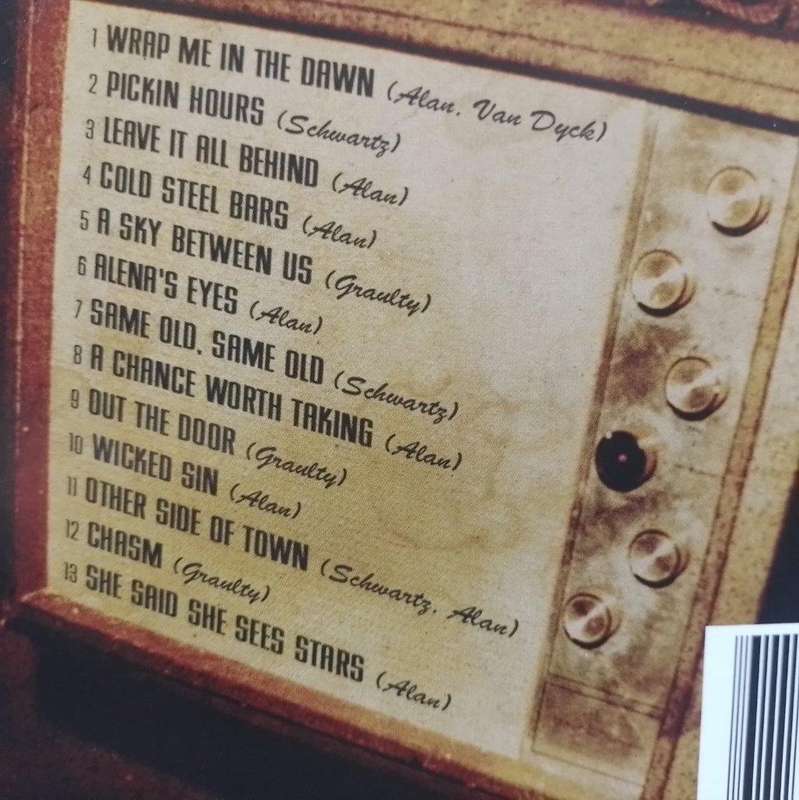 1 WRAP ME IN THE DAWN (Alan, Van Dyck)
2 PICKIN HOURS (Schwartz)
3 LEAVE IT ALL BEHIND (Alan)
4 COLD STEEL BARS (Alan)
5 A SKY BETWEEN US (Graulty)
6 ALENA'S EYES (Alan)
7 SAME OLD, SAME OLD (Schwartz)
8 A CHANCE WORTH TAKING (Alan)
9 OUT THE DOOR (Graulty)
10 WICKED SIN (Alan)
11 OTHER SIDE OF TOWN (Schwartz, Alan)
12 CHASM (Graulty)
13 SHE SAID SHE SEES STARS (Alan)